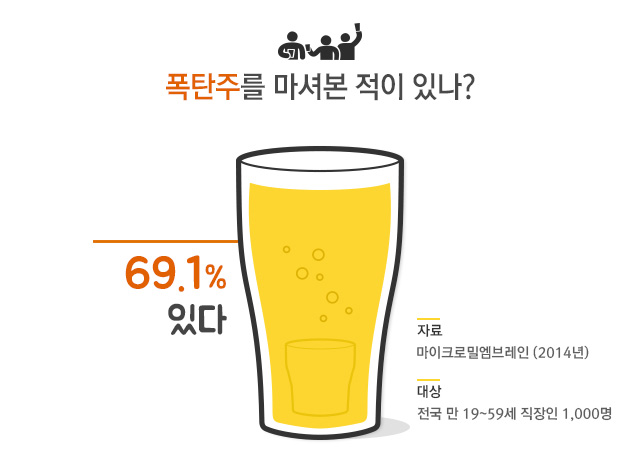 폭탄주를 마셔본 적이 있나?
69.1%
있다
자료
마이크로밀엠브레인 (2014년)
대상
전국 만 19~59세 직장인 1,000명